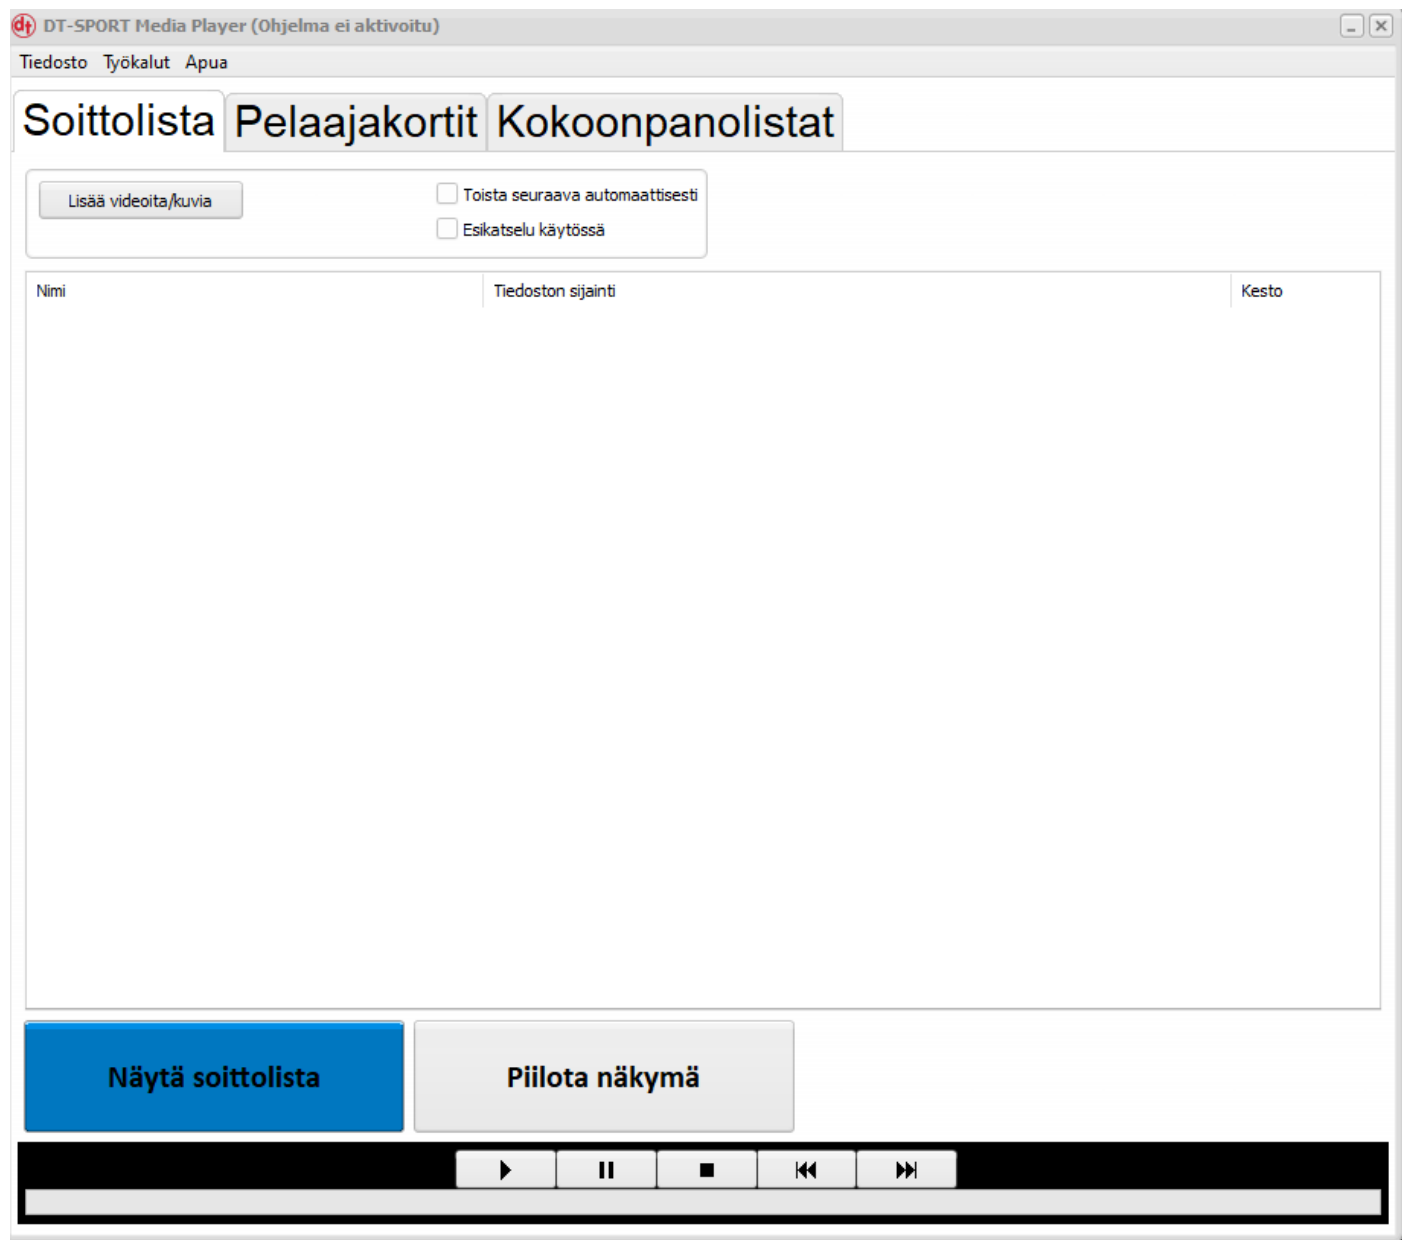 dt DT-SPORT Media Player (Ohjelma ei aktivoitu)
Tiedosto Työkalut Apua
Soittolista Pelaajakortit Kokoonpanolistat
Lisää videoita/kuvia
Toista seuraava automaattisesti
Esikatselu käytössä
Nimi Tiedoston sijainti Kesto
Näytä soittolista Piilota näkymä